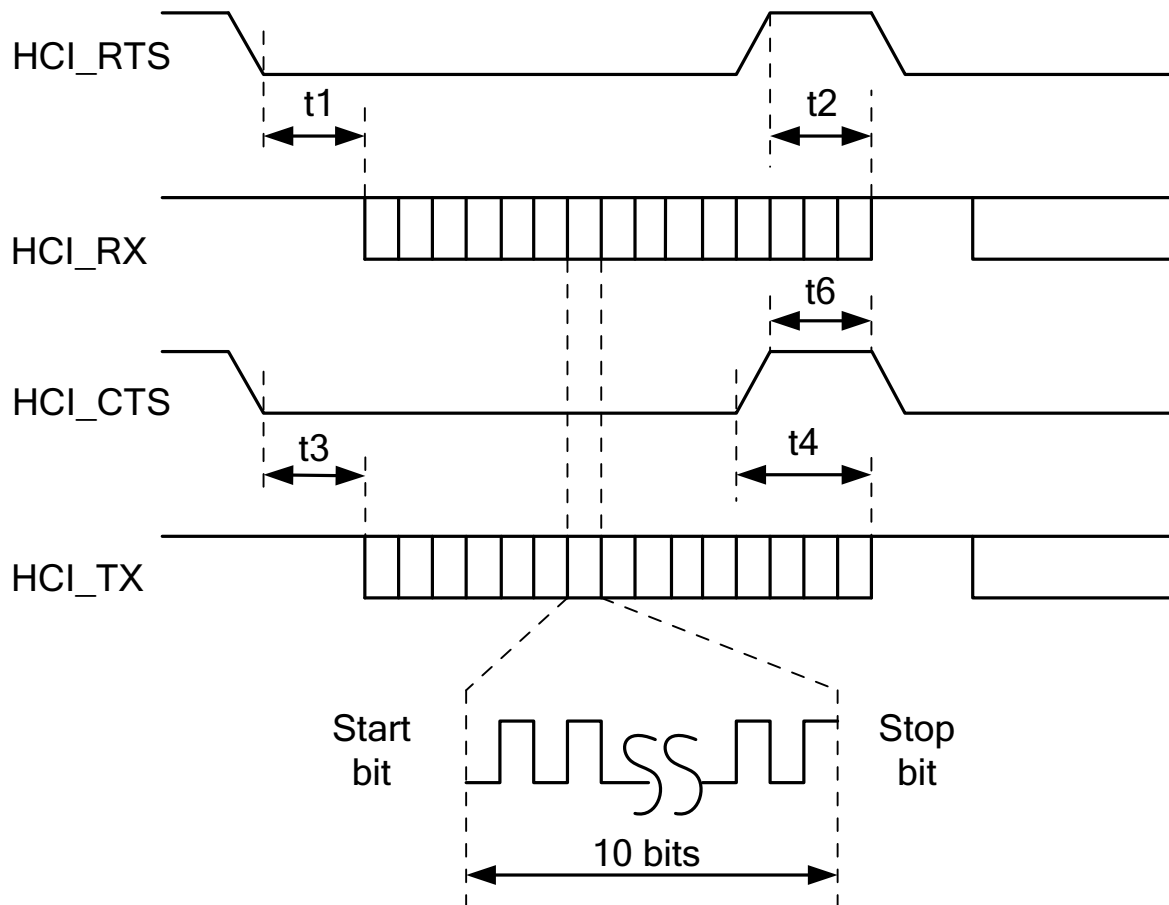 HCI_RTS
t1
t2
HCI_RX
t6
HCI_CTS
t3
t4
HCI_TX
Start
bit
Stop
bit
10 bits